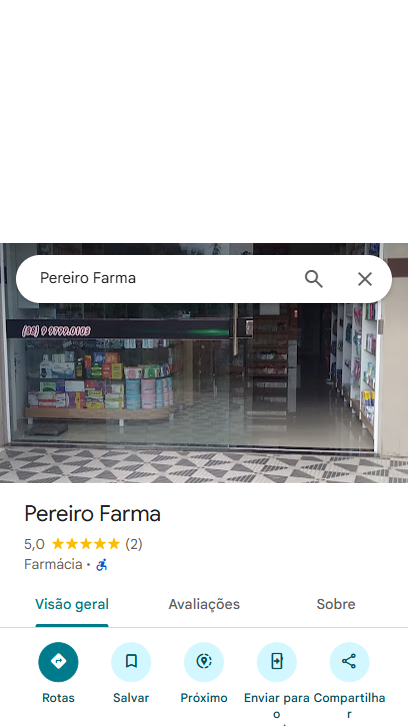 Pereiro Farma
(88) 9 9799.0103
Pereiro Farma
5,0 (2)
Farmácia ·
Visão geral Avaliações Sobre
Rotas Salvar Próximo Enviar para o Compartilhar